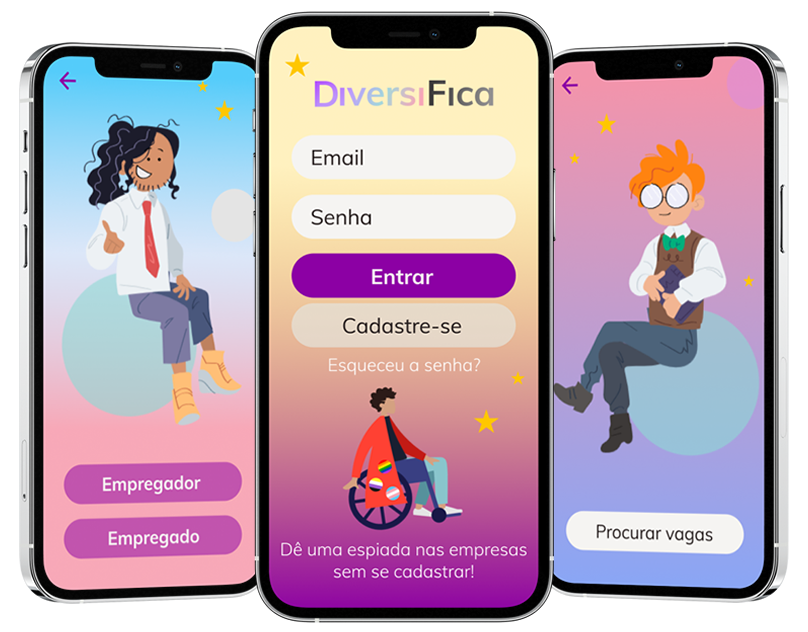 DiversiFica
Email
Senha
Entrar
Cadastre-se
Esqueceu a senha?
Dê uma espiada nas empresas
sem se cadastrar!
Empregador
Empregado
Procurar vagas